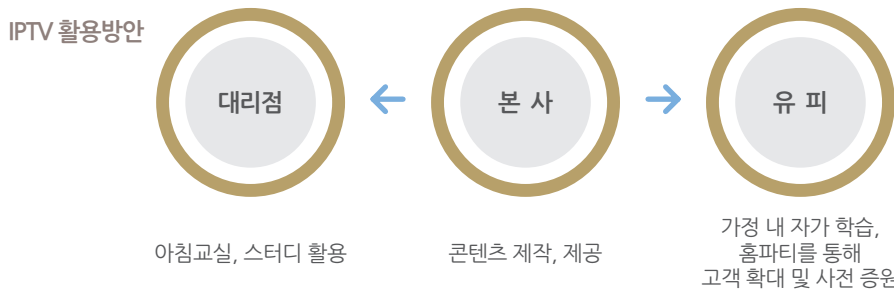 IPTV 활용방안
대리점
본 사
유 피
아침교실, 스터디 활용
콘텐츠 제작, 제공
가정 내 자가 학습,
홈파티를 통해
고객 확대 및 사전 증원